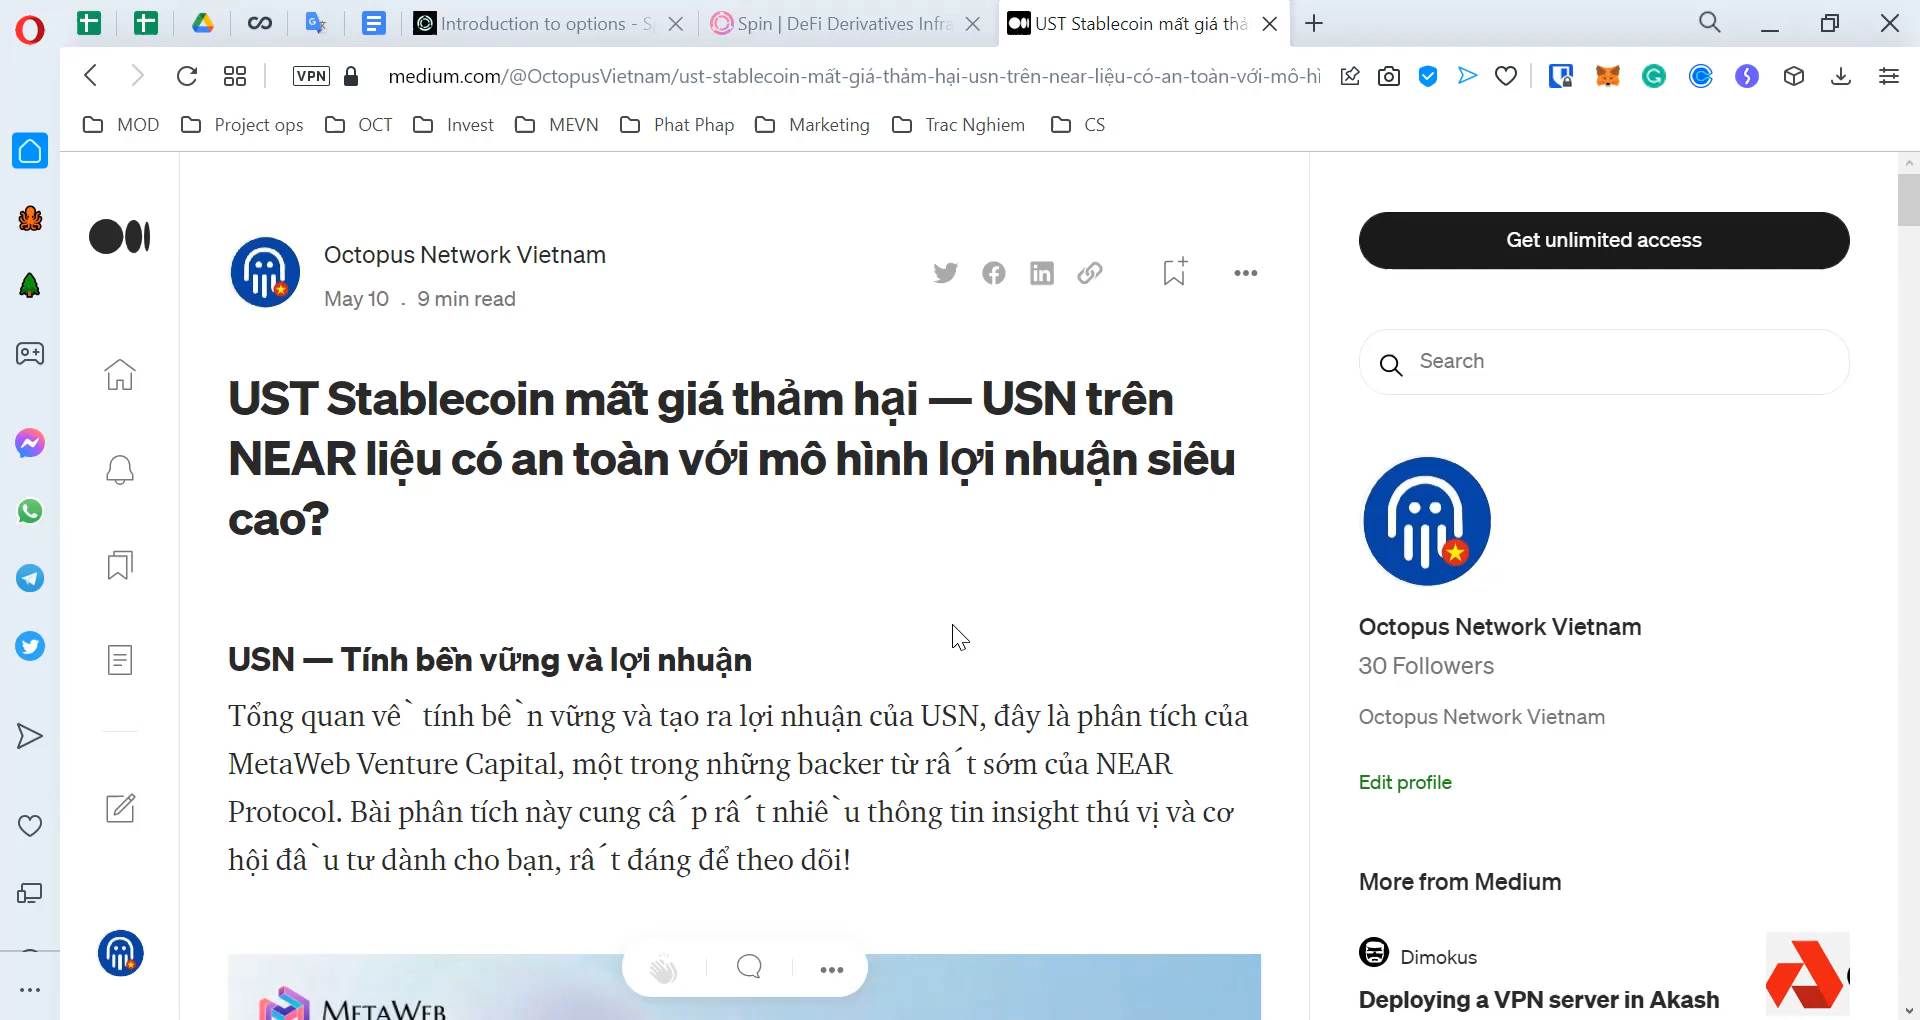 Introduction to options - S
Spin | DeFi Derivatives Infra
UST Stablecoin mất giá thả
VPN
medium.com/@OctopusVietnam/ust-stablecoin-mất-giá-thảm-hại-usn-trên-near-liệu-có-an-toàn-với-mô-hì
MOD
Project ops
OCT
Invest
MEVN
Phat Phap
Marketing
Trac Nghiem
CS
Octopus Network Vietnam
May 10 . 9 min read
UST Stablecoin mất giá thảm hại — USN trên
NEAR liệu có an toàn với mô hình lợi nhuận siêu
cao?
USN — Tính bền vững và lợi nhuận
Tổng quan về tính bền vững và tạo ra lợi nhuận của USN, đây là phân tích của
MetaWeb Venture Capital, một trong những backer từ rất sớm của NEAR
Protocol. Bài phân tích này cung cấp rất nhiều thông tin insight thú vị và cơ
hội đầu tư dành cho bạn, rất đáng để theo dõi!
METAWEB
Get unlimited access
Search
Octopus Network Vietnam
30 Followers
Octopus Network Vietnam
Edit profile
More from Medium
Dimokus
Deploying a VPN server in Akash